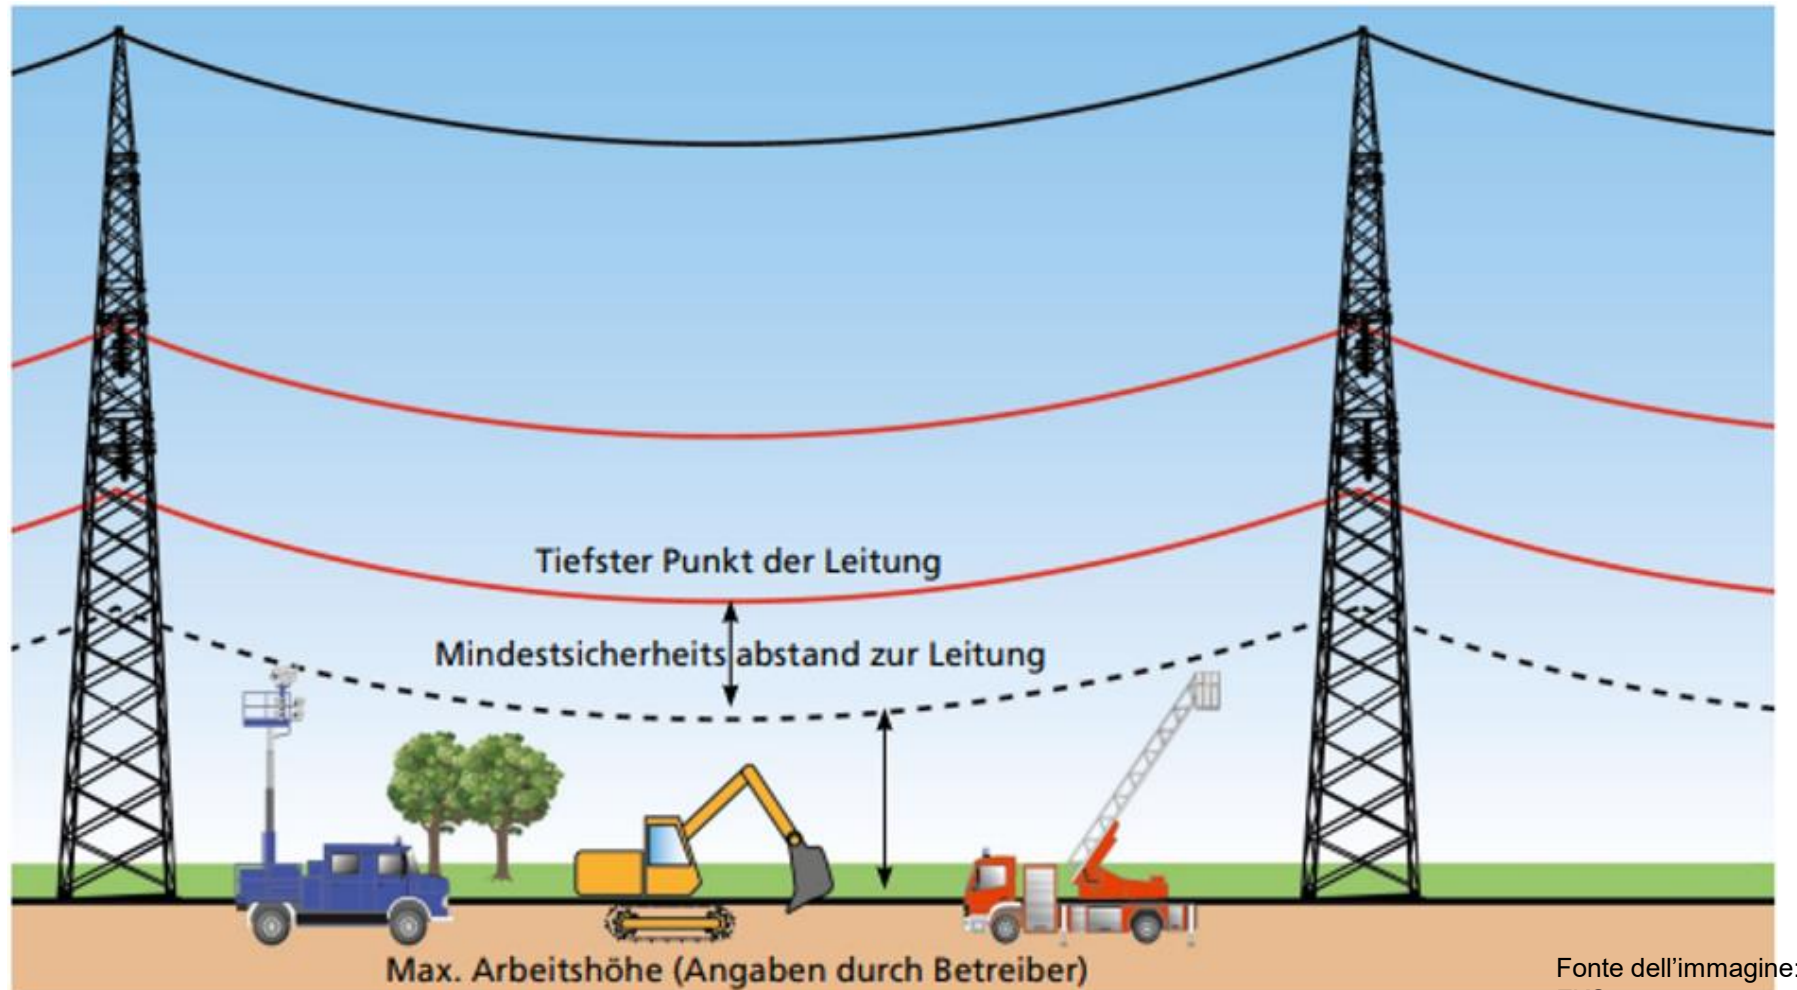 Tiefster Punkt der Leitung
Mindestsicherheitsabstand zur Leitung
Max. Arbeitshöhe (Angaben durch Betreiber)
Fonte dell’immagine: